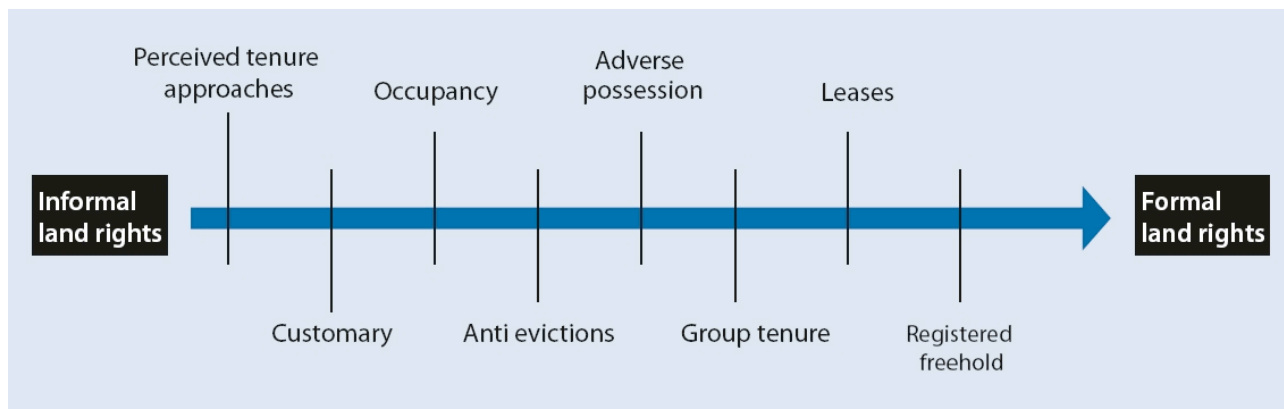 Perceived tenure
approaches
Occupancy
Adverse
possession
Leases
Informal
land rights
Formal
land rights
Customary
Anti evictions
Group tenure
Registered
freehold